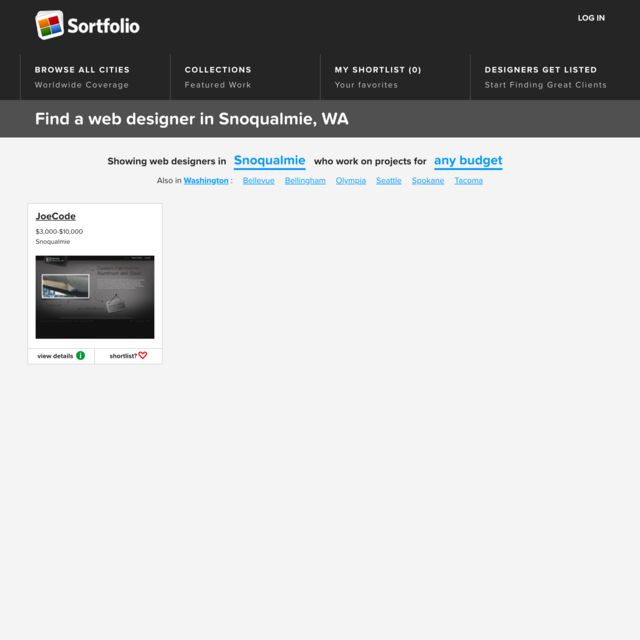 Sortfolio
LOG IN
BROWSE ALL CITIES
Worldwide Coverage
COLLECTIONS
Featured Work
MY SHORTLIST (0)
Your favorites
DESIGNERS GET LISTED
Start Finding Great Clients
Find a web designer in Snoqualmie, WA
Showing web designers in Snoqualmie who work on projects for any budget
Also in Washington : Bellevue Bellingham Olympia Seattle Spokane Tacoma
JoeCode
$3,000-$10,000
Snoqualmie
view details
shortlist?